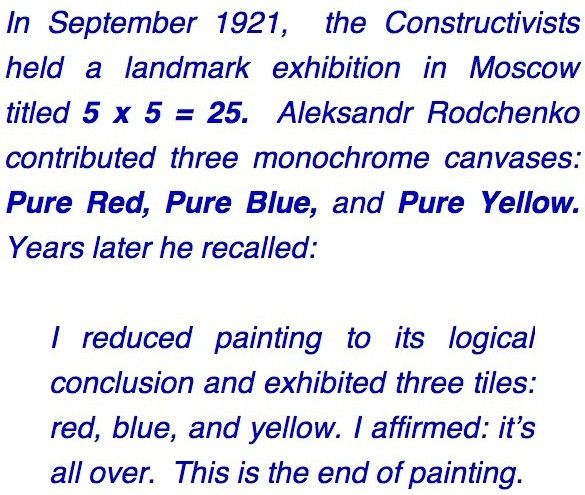 In September 1921, the Constructivists
held a landmark exhibition in Moscow
titled 5 x 5 = 25. Aleksandr Rodchenko
contributed three monochrome canvases:
Pure Red, Pure Blue, and Pure Yellow.
Years later he recalled:
I reduced painting to its logical
conclusion and exhibited three tiles:
red, blue, and yellow. I affirmed: it’s
all over. This is the end of painting.